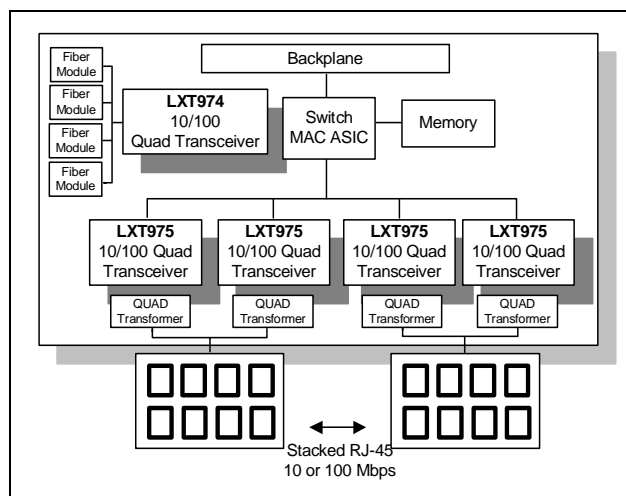 Fiber
Module
Fiber
Module
Fiber
Module
Fiber
Module
LXT974
10/100
Quad Transceiver
Backplane
Switch
MAC ASIC
Memory
LXT975
10/100 Quad
Transceiver
LXT975
10/100 Quad
Transceiver
LXT975
10/100 Quad
Transceiver
LXT975
10/100 Quad
Transceiver
QUAD
Transformer
QUAD
Transformer
QUAD
Transformer
QUAD
Transformer
Stacked RJ-45
10 or 100 Mbps